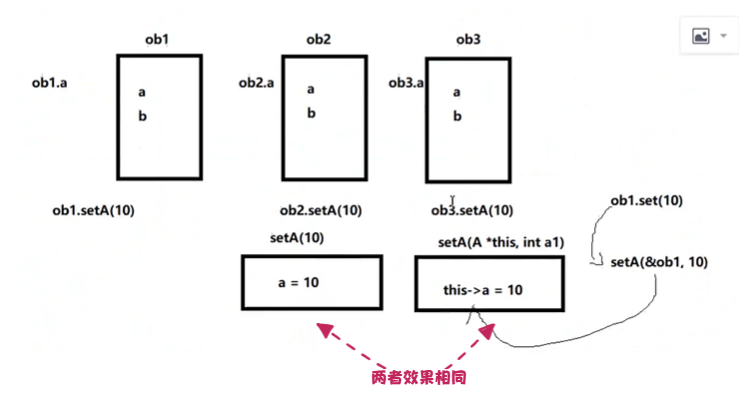 ob1
ob2
ob3
ob1.a
a
b
ob2.a
a
b
ob3.a
a
b
ob1.setA(10)
ob2.setA(10)
ob3.setA(10)
ob1.set(10)
setA(10)
setA(A *this, int a1)
setA(&ob1, 10)
a = 10
this->a = 10
两者效果相同